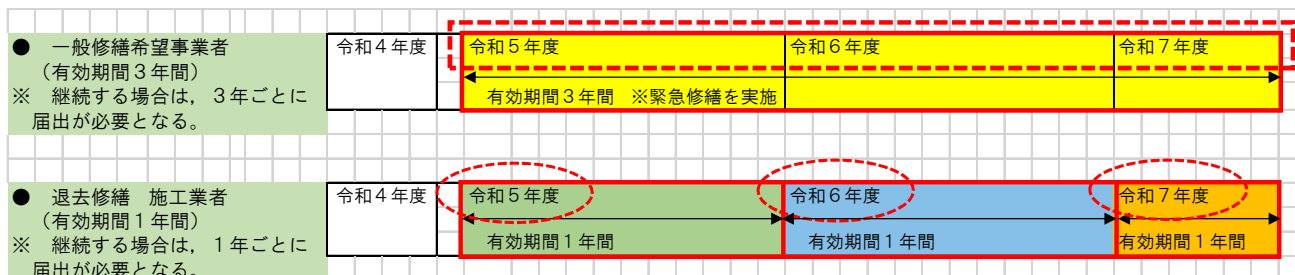 ● 一般修繕希望事業者
（有効期間３年間）
※ 継続する場合は，３年ごとに
届出が必要となる。
令和４年度
令和５年度
令和６年度
令和７年度
有効期間３年間 ※緊急修繕を実施
● 退去修繕 施工業者
（有効期間１年間）
※ 継続する場合は，１年ごとに
届出が必要となる。
令和４年度
令和５年度
令和６年度
令和７年度
有効期間１年間
有効期間１年間
有効期間１年間